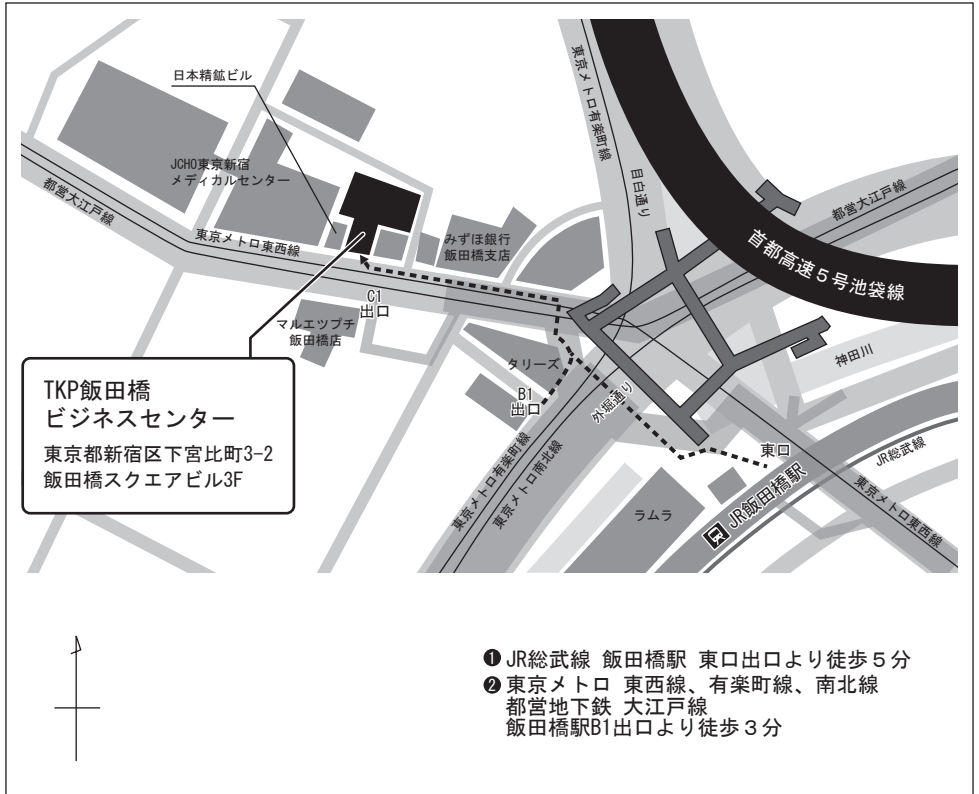 日本精鉱ビル
JCHO東京新宿
メディカルセンター
都営大江戸線
東京メトロ東西線
みずほ銀行
飯田橋支店
東京メトロ有楽町線
目白通り
都営大江戸線
首都高速5号池袋線
神田川
C1
出口
マルエツプチ
飯田橋店
タリーズ
B1
出口
外堀通り
東口
JR総武線
東京メトロ有楽町線
東京メトロ南北線
ラムラ
JR飯田橋駅
東京メトロ東西線
TKP飯田橋
ビジネスセンター
東京都新宿区下宮比町3-2
飯田橋スクエアビル3F
❶ JR総武線 飯田橋駅 東口出口より徒歩５分
❷ 東京メトロ 東西線、有楽町線、南北線
都営地下鉄 大江戸線
飯田橋駅B1出口より徒歩３分